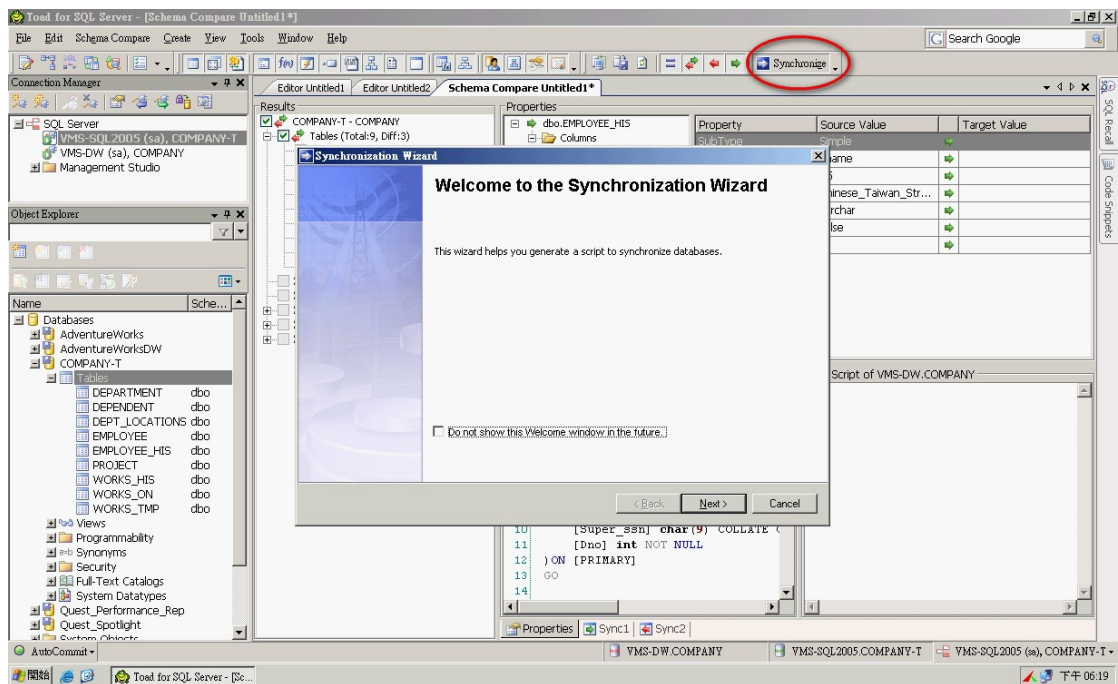 Toad for SQL Server - [Schema Compare Untitled1*]
File Edit Schema Compare Create View Tools Window Help
Search Google
Synchronize
Connection Manager
Editor Untitled1 Editor Untitled2 Schema Compare Untitled1*
SQL Server
VMS-SQL2005 (sa), COMPANY-T
VMS-DW (sa), COMPANY
Management Studio
SQL Recall
Code Snippets
Results
COMPANY-T - COMPANY
Tables (Total:9, Diff:3)
Properties
dbo.EMPLOYEE_HIS
Columns
Property Source Value Target Value
SubType Simple
name
Chinese_Taiwan_Str...
Object Explorer
Name Sche...
Databases
AdventureWorks
AdventureWorksDW
COMPANY-T
Tables
DEPARTMENT dbo
DEPENDENT dbo
DEPT_LOCATIONS dbo
EMPLOYEE dbo
EMPLOYEE_HIS dbo
PROJECT dbo
WORKS_HIS dbo
WORKS_ON dbo
WORKS_TMP dbo
Views
Programmability
Synonyms
Security
Full-Text Catalogs
System Datatypes
Quest_Performance_Rep
Quest_Spotlight
System Objects
Synchronization Wizard
Welcome to the Synchronization Wizard
This wizard helps you generate a script to synchronize databases.
Do not show this Welcome window in the future.
< Back Next > Cancel
Script of VMS-DW.COMPANY
10 [Super_ssn] char(9) COLLATE
11 [Dno] int NOT NULL
12 )ON [PRIMARY]
13 GO
14
Properties Sync1 Sync2
AutoCommit VMS-DW.COMPANY VMS-SQL2005.COMPANY-T VMS-SQL2005 (sa), COMPANY-T
開始 Toad for SQL Server - [Sc... 下午 06:19